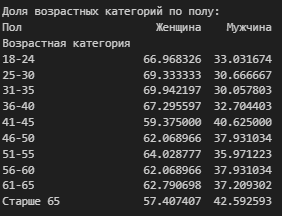 Доля возрастных категорий по полу:
Пол Женщина Мужчина
Возрастная категория
18-24 66.968326 33.031674
25-30 69.333333 30.666667
31-35 69.942197 30.057803
36-40 67.295597 32.704403
41-45 59.375000 40.625000
46-50 62.068966 37.931034
51-55 64.028777 35.971223
56-60 62.068966 37.931034
61-65 62.790698 37.209302
Старше 65 57.407407 42.592593